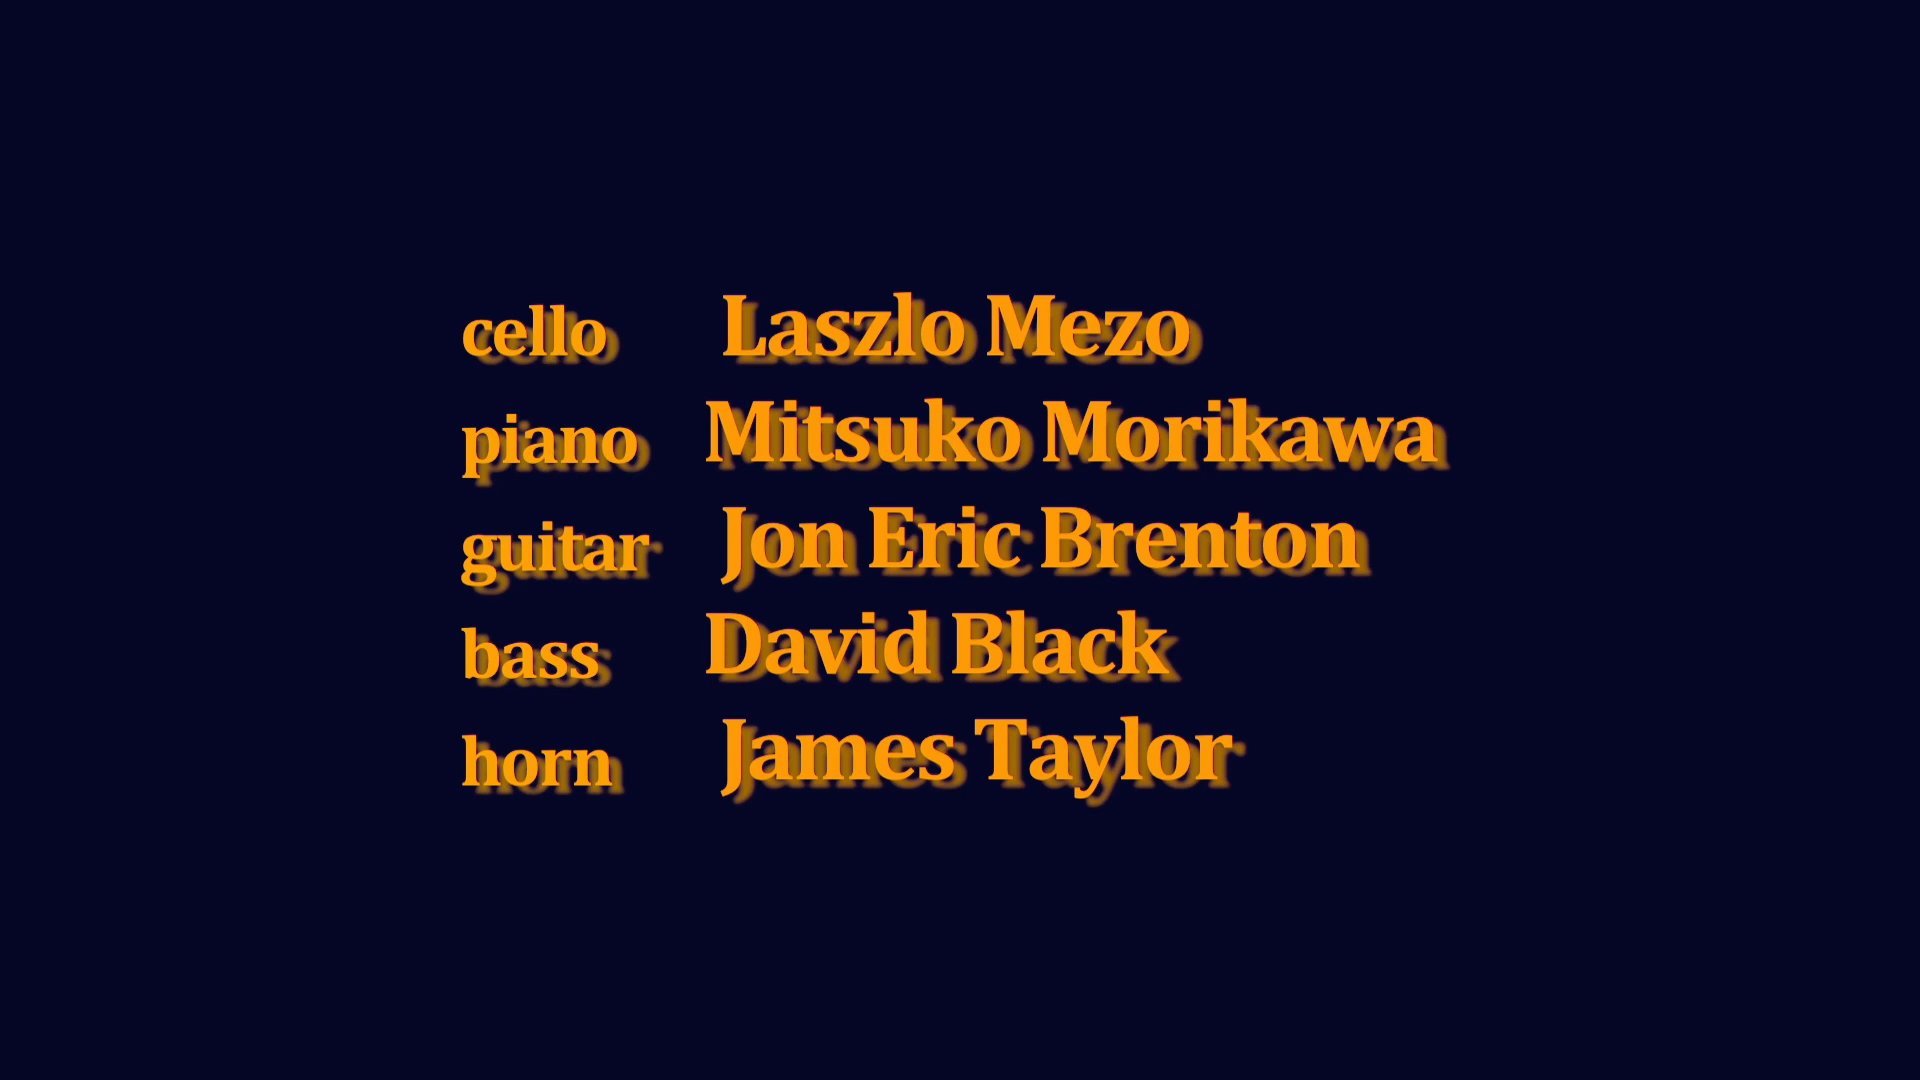 cello Laszlo Mezo
piano Mitsuko Morikawa
guitar Jon Eric Brenton
bass David Black
horn James Taylor